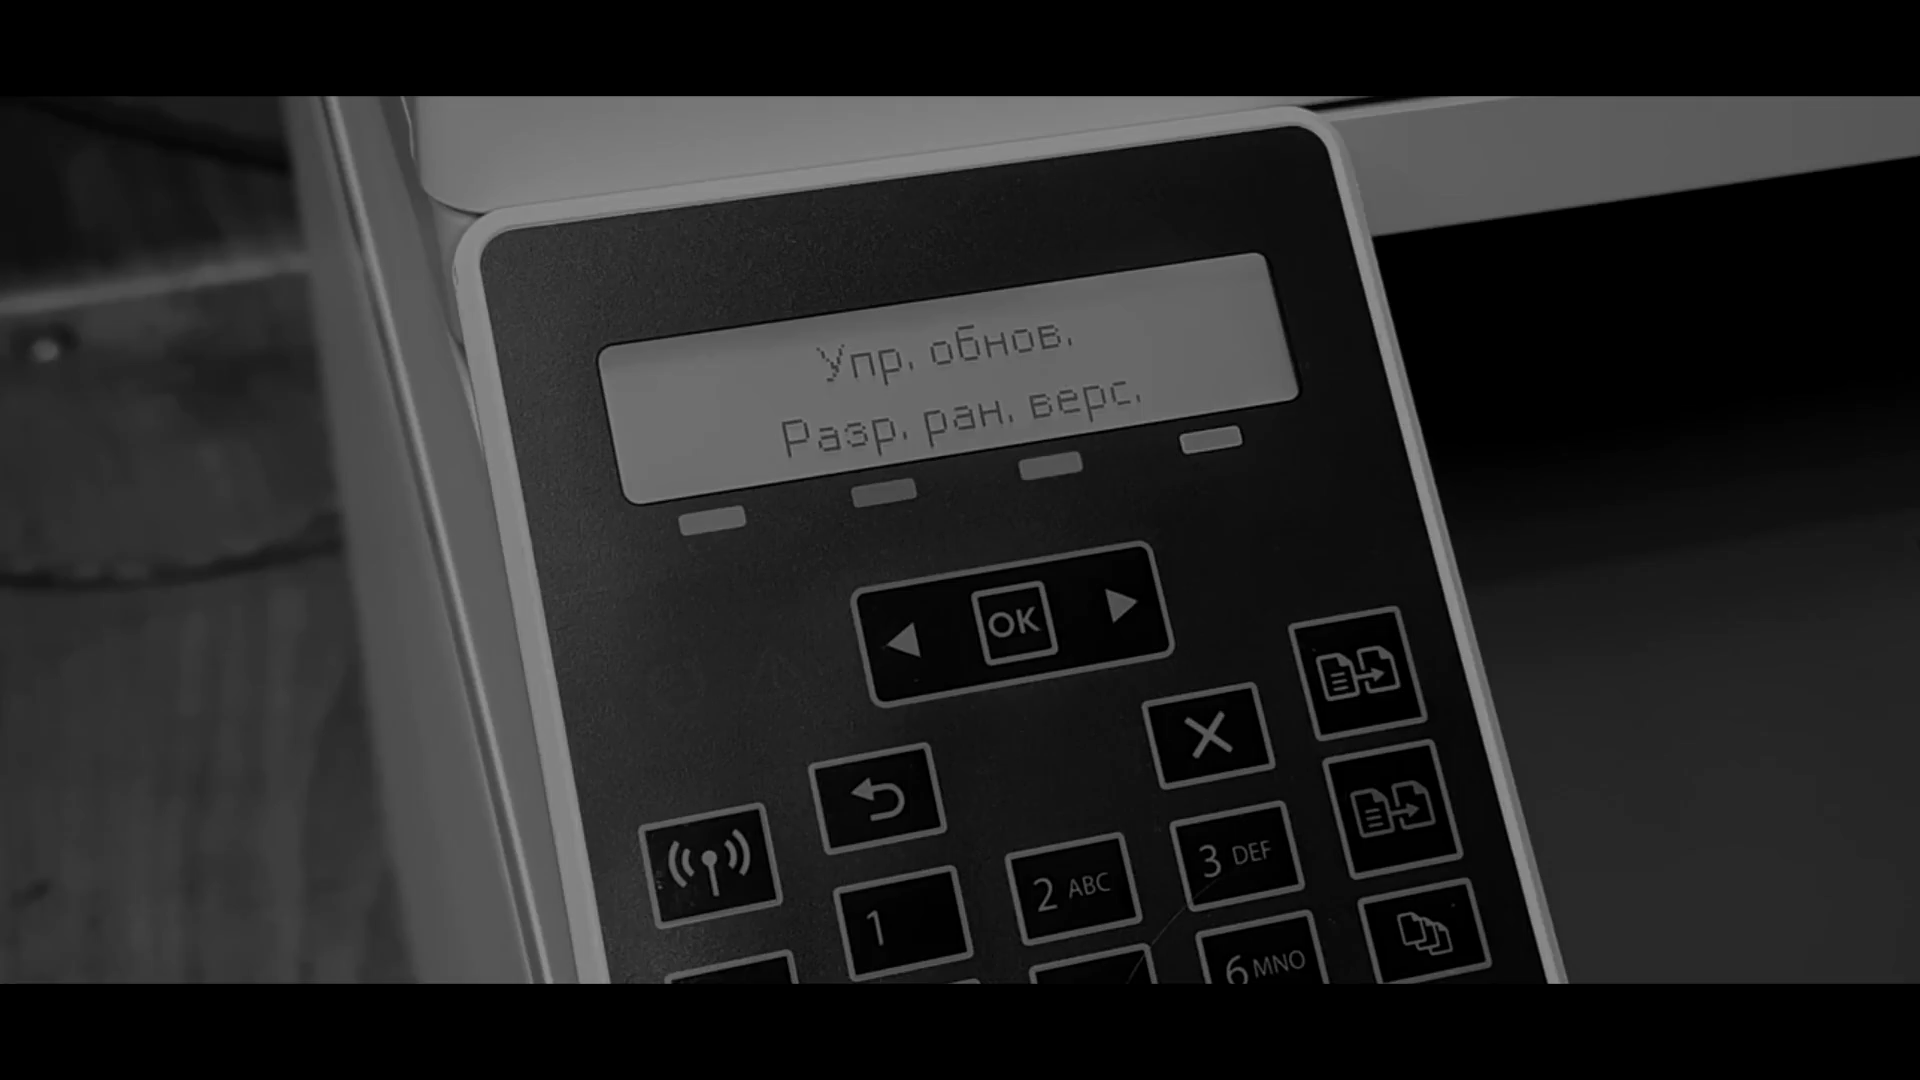 Упр. обнов.
Разр. ран. верс.
OK
1
2 ABC
3 DEF
6 MNO